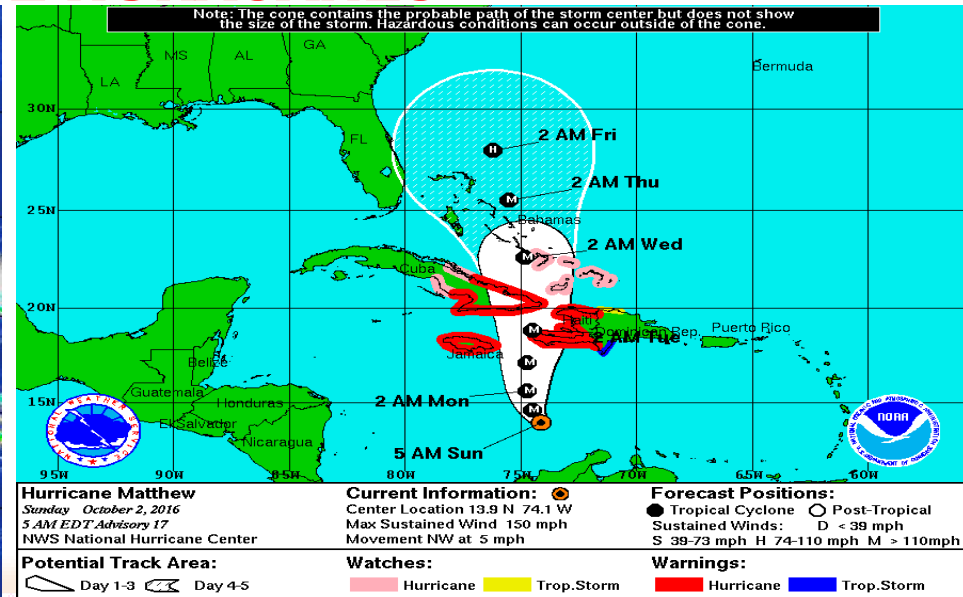 Note: The cone contains the probable path of the storm center but does not show
the size of the storm. Hazardous conditions can occur outside of the cone.
MS
AL
GA
LA
Bermuda
30N
FL
2 AM Fri
2 AM Thu
25N
Bahamas
2 AM Wed
Cuba
20N
Haiti
Dominican Rep.
Puerto Rico
2 AM Tue
Jamaica
Belize
Guatemala
2 AM Mon
15N
Honduras
El Salvador
Nicaragua
5 AM Sun
NATIONAL WEATHER SERVICE
NOAA
95W 90W 85W 80W 75W 70W 65W 60W
H
M
M
M
M
M
M
Hurricane Matthew
Sunday October 2, 2016
5 AM EDT Advisory 17
NWS National Hurricane Center
Current Information:
Center Location 13.9 N 74.1 W
Max Sustained Wind 150 mph
Movement NW at 5 mph
Forecast Positions:
Tropical Cyclone Post-Tropical
Sustained Winds: D < 39 mph
S 39-73 mph H 74-110 mph M > 110mph
Potential Track Area:
Day 1-3 Day 4-5
Watches:
Hurricane Trop.Storm
Warnings:
Hurricane Trop.Storm